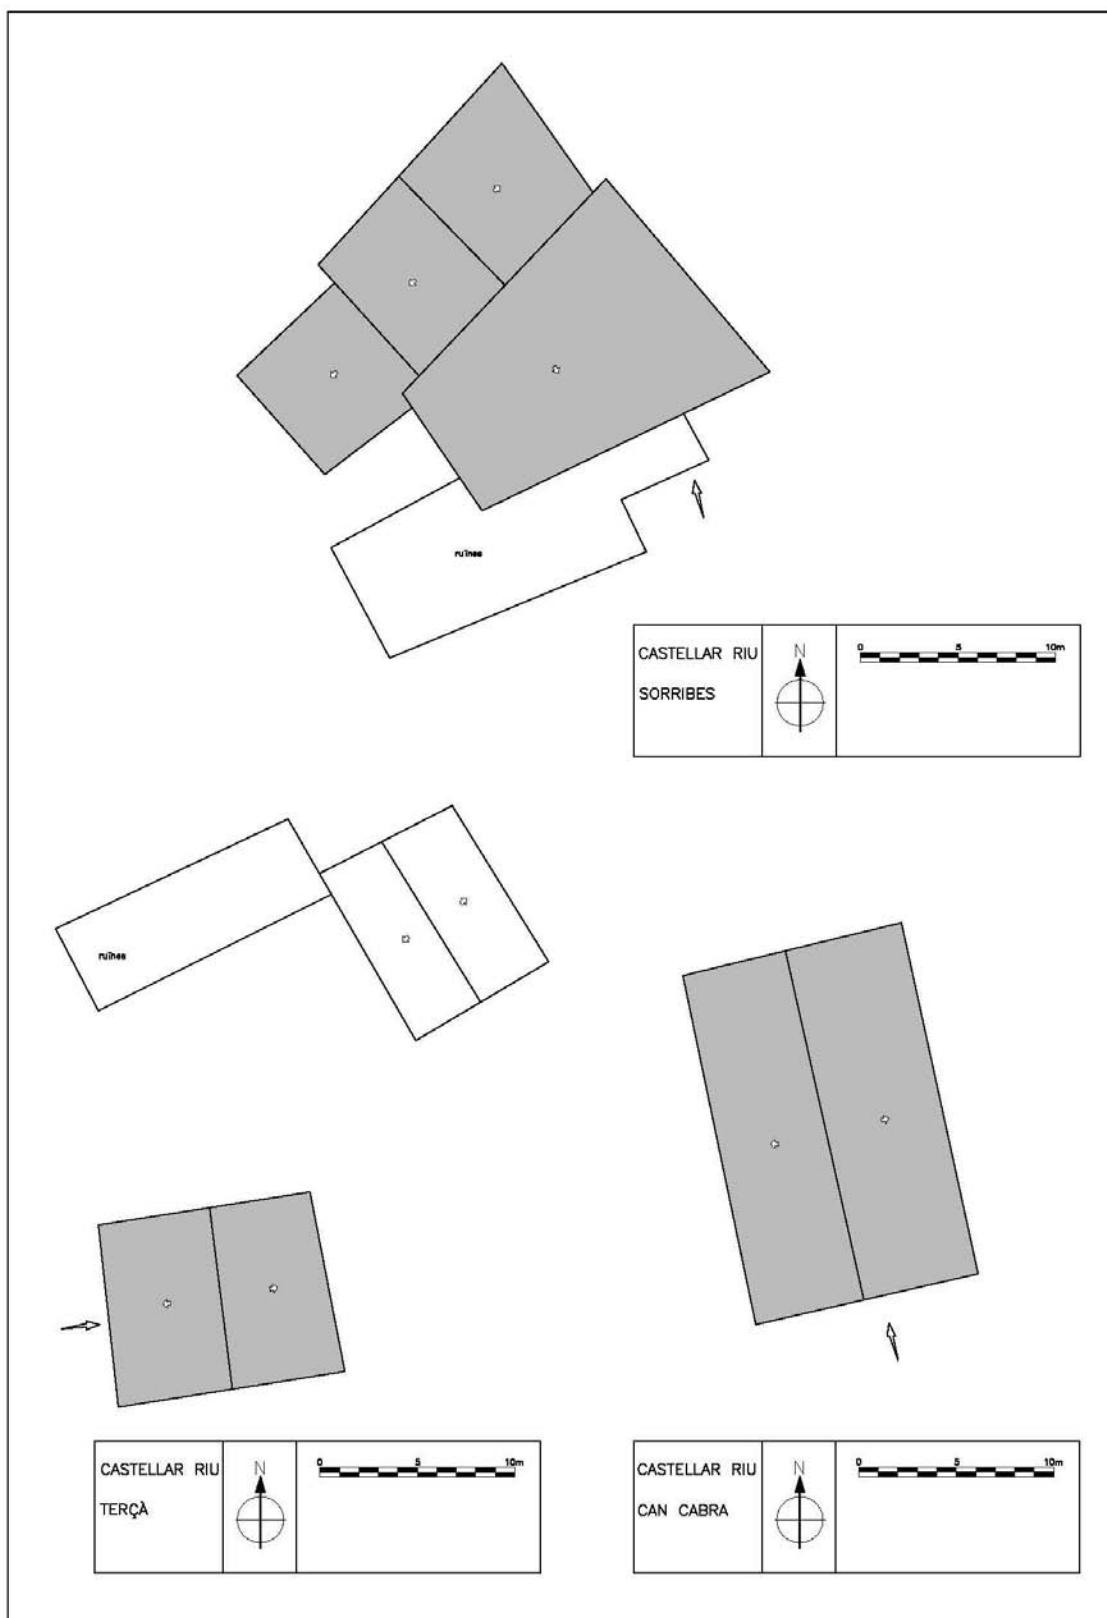 ruïnes
CASTELLAR RIU
SORRIBES
N
0 5 10m
ruïnes
CASTELLAR RIU
TERÇÀ
N
0 5 10m
CASTELLAR RIU
CAN CABRA
N
0 5 10m